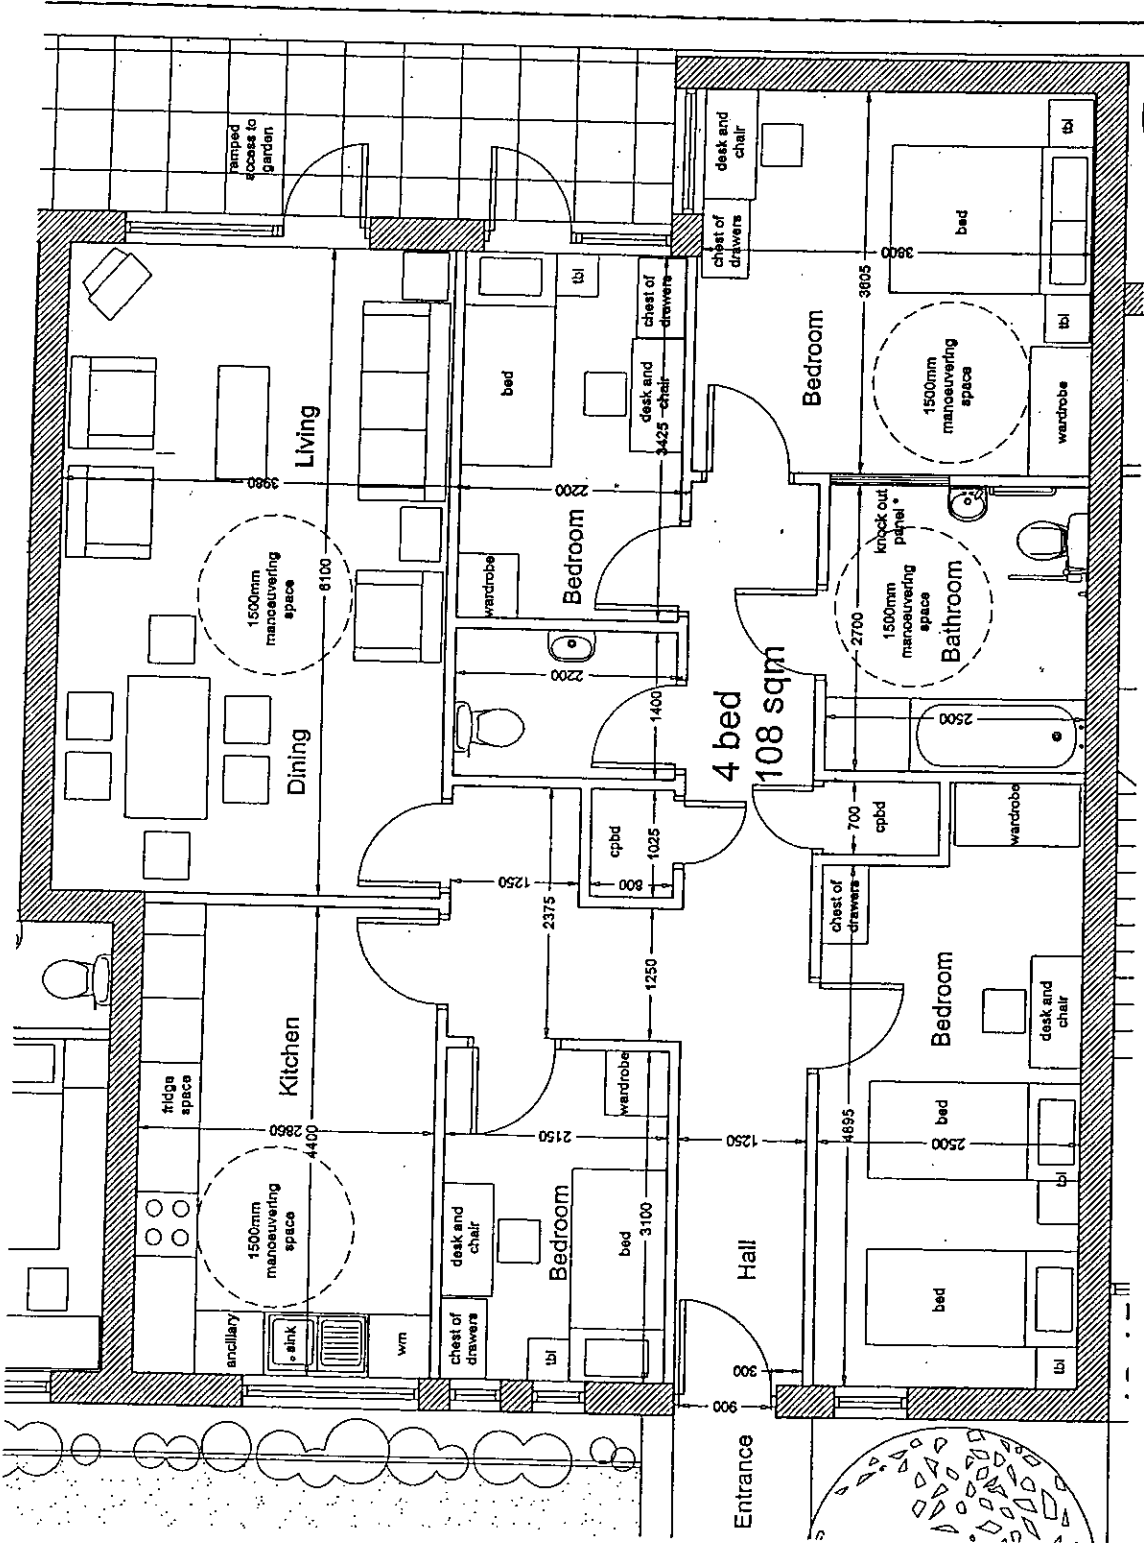 ramped
access to
garden
desk and
chair
tbl
chest of
drawers
bed
3800
3605
tbl
Bedroom
1500mm
manoeuvering
space
wardrobe
Living
3980
6100
1500mm
manoeuvering
space
Dining
bed
tbl
chest of
drawers
desk and
chair
3425
2200
wardrobe
Bedroom
2200
1400
knock out
panel *
2700
1500mm
manoeuvering
space
Bathroom
2500
4 bed
108 sqm
cpbd
1025
800
1250
2375
1250
700
cpbd
wardrobe
chest of
drawers
Bedroom
desk and
chair
bed
tbl
2500
4695
bed
tbl
Kitchen
fridge
space
2860
4400
1500mm
manoeuvering
space
ancillary
sink
wm
wardrobe
2150
desk and
chair
Bedroom
3100
bed
chest of
drawers
tbl
1250
Hall
300
900
Entrance